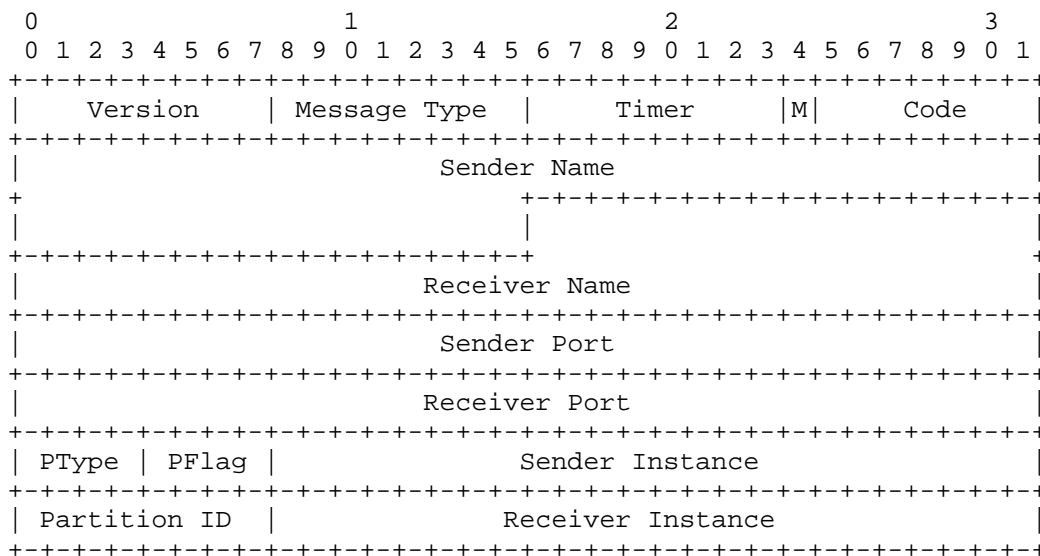 0                   1                   2                   3
 0 1 2 3 4 5 6 7 8 9 0 1 2 3 4 5 6 7 8 9 0 1 2 3 4 5 6 7 8 9 0 1
+-+-+-+-+-+-+-+-+-+-+-+-+-+-+-+-+-+-+-+-+-+-+-+-+-+-+-+-+-+-+-+-+
|    Version    | Message Type  |     Timer     |M|     Code    |
+-+-+-+-+-+-+-+-+-+-+-+-+-+-+-+-+-+-+-+-+-+-+-+-+-+-+-+-+-+-+-+-+
|                          Sender Name                          |
+                               +-+-+-+-+-+-+-+-+-+-+-+-+-+-+-+-+
|                               |                               |
+-+-+-+-+-+-+-+-+-+-+-+-+-+-+-+-+                               +
|                         Receiver Name                         |
+-+-+-+-+-+-+-+-+-+-+-+-+-+-+-+-+-+-+-+-+-+-+-+-+-+-+-+-+-+-+-+-+
|                          Sender Port                          |
+-+-+-+-+-+-+-+-+-+-+-+-+-+-+-+-+-+-+-+-+-+-+-+-+-+-+-+-+-+-+-+-+
|                         Receiver Port                         |
+-+-+-+-+-+-+-+-+-+-+-+-+-+-+-+-+-+-+-+-+-+-+-+-+-+-+-+-+-+-+-+-+
| PType | PFlag |               Sender Instance                 |
+-+-+-+-+-+-+-+-+-+-+-+-+-+-+-+-+-+-+-+-+-+-+-+-+-+-+-+-+-+-+-+-+
| Partition ID  |              Receiver Instance                |
+-+-+-+-+-+-+-+-+-+-+-+-+-+-+-+-+-+-+-+-+-+-+-+-+-+-+-+-+-+-+-+-+